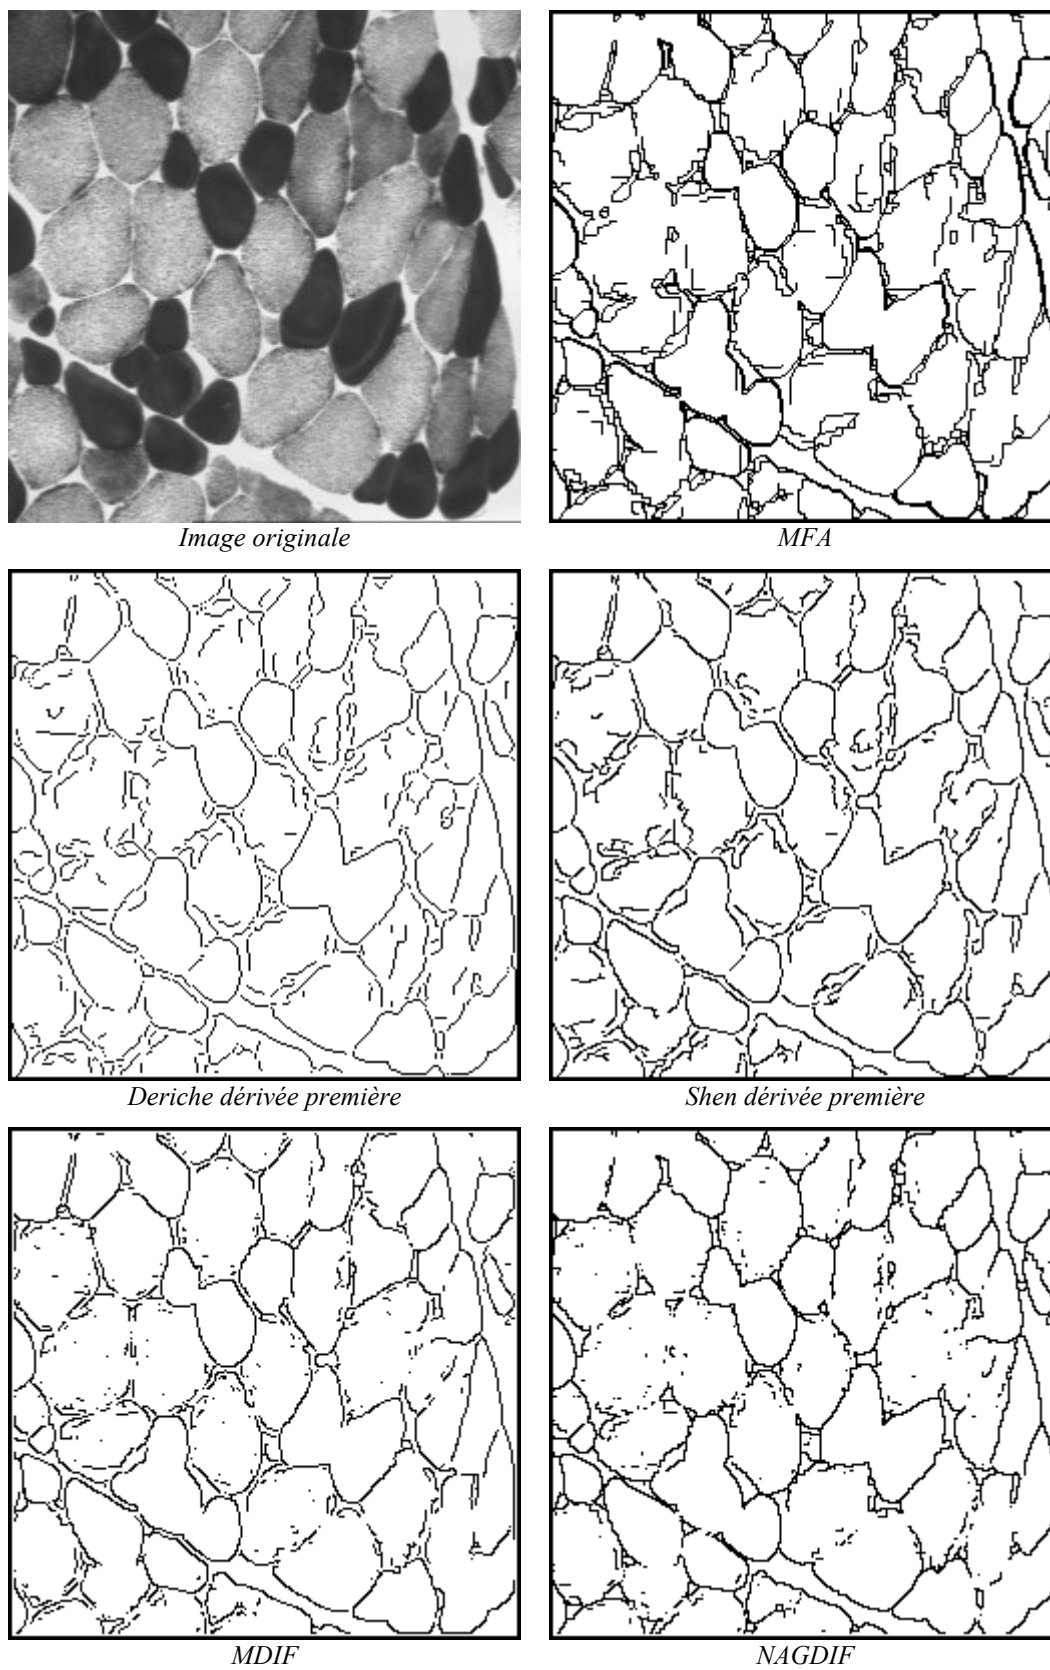 Image originale
MFA
Deriche dérivée première
Shen dérivée première
MDIF
NAGDIF